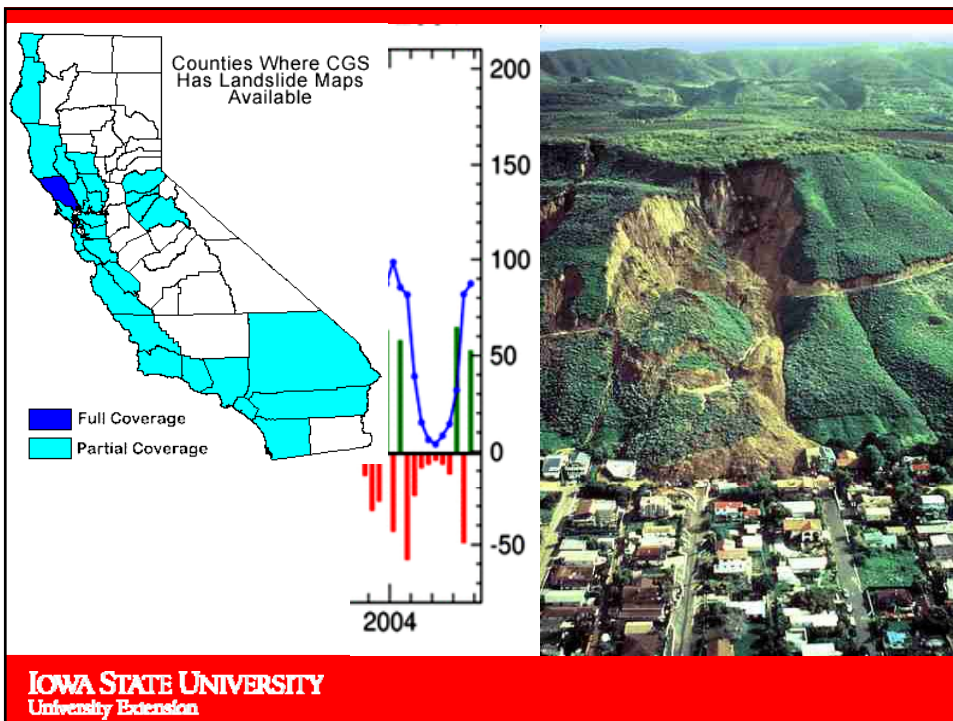 Counties Where CGS
Has Landslide Maps
Available
Full Coverage
Partial Coverage
200
150
100
50
0
-50
2004
IOWA STATE UNIVERSITY
University Extension